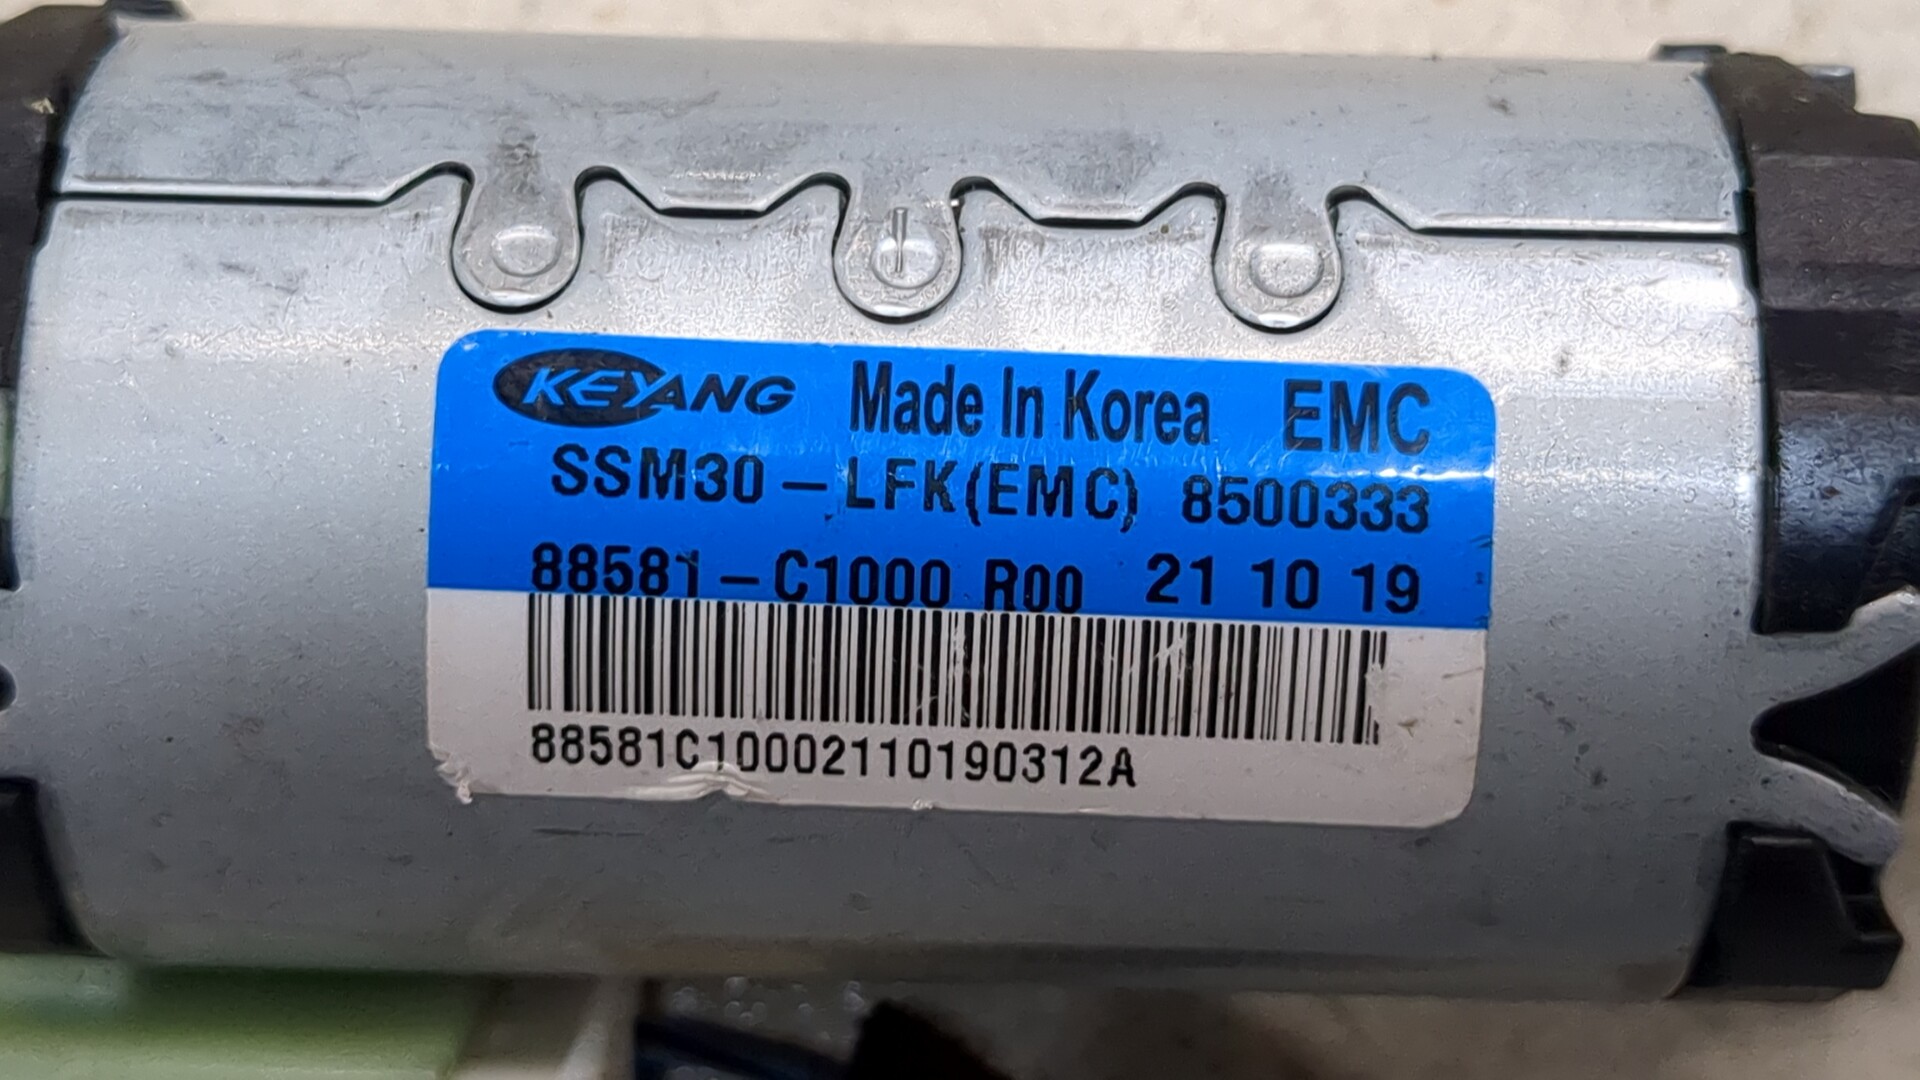 KEYANG Made In Korea EMC
SSM30-LFK(EMC) 8500333
88581-C1000 R00 21 10 19
88581C10002110190312A